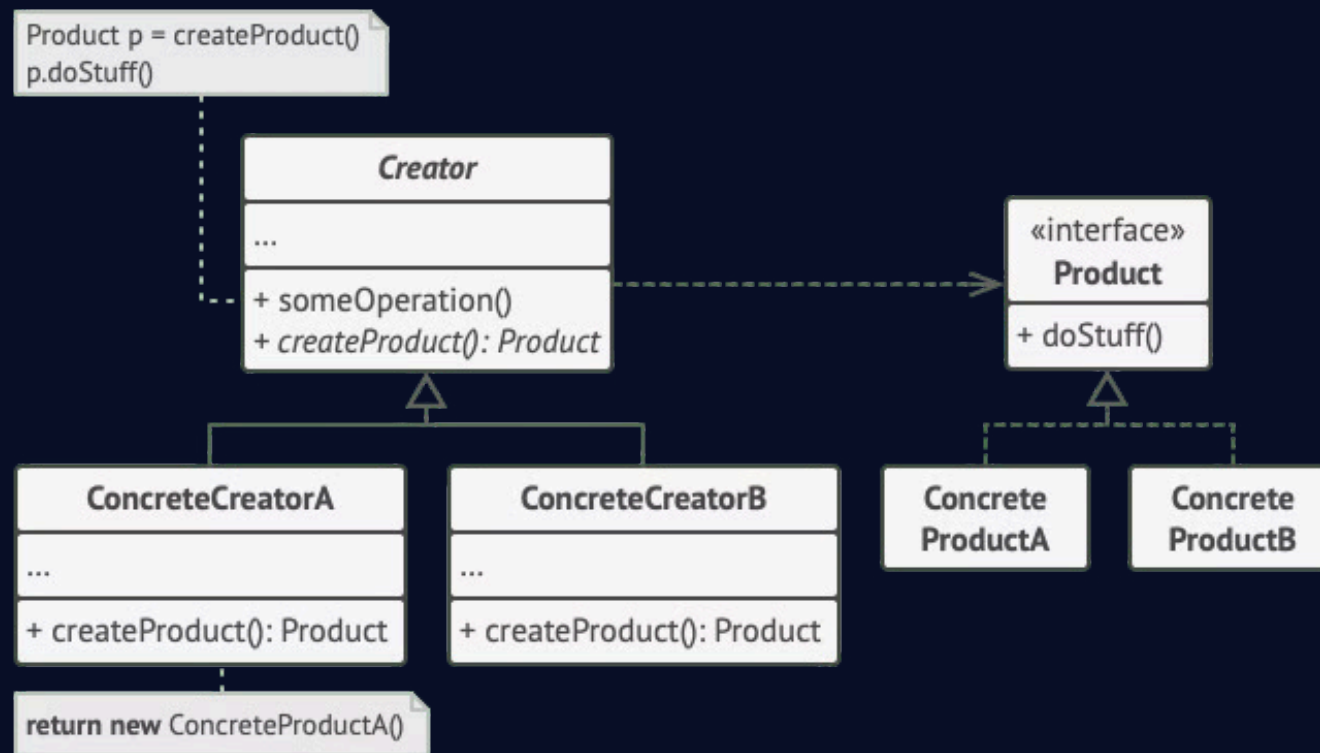 Product p = createProduct()
p.doStuff()
Creator
...
+ someOperation()
+ createProduct(): Product
«interface»
Product
+ doStuff()
ConcreteCreatorA
...
+ createProduct(): Product
ConcreteCreatorB
...
+ createProduct(): Product
Concrete
ProductA
Concrete
ProductB
return new ConcreteProductA()